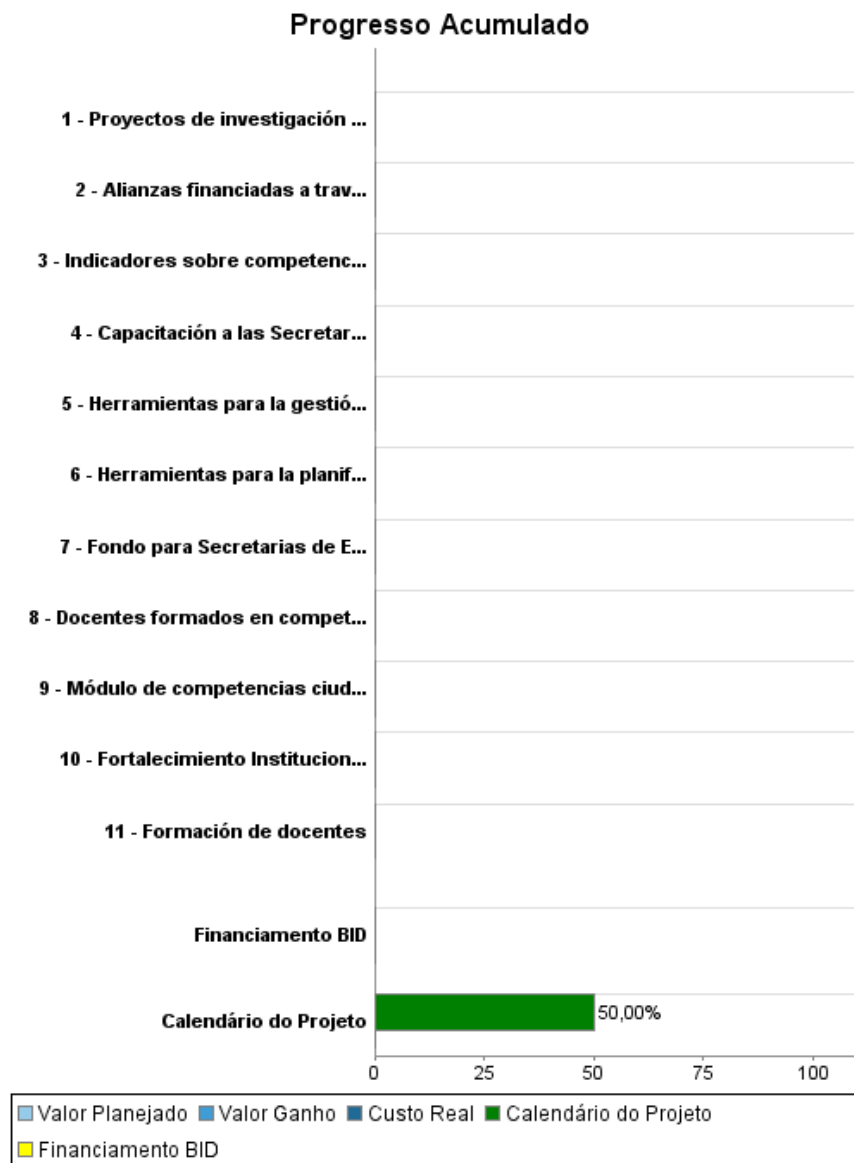 Progresso Acumulado
1 - Proyectos de investigación ...
2 - Alianzas financiadas a trav...
3 - Indicadores sobre competenc...
4 - Capacitación a las Secretar...
5 - Herramientas para la gestió...
6 - Herramientas para la planif...
7 - Fondo para Secretarias de E...
8 - Docentes formados en compet...
9 - Módulo de competencias ciud...
10 - Fortalecimiento Institucion...
11 - Formación de docentes
Financiamento BID
Calendário do Projeto 50,00%
0 25 50 75 100
Valor Planejado Valor Ganho Custo Real Calendário do Projeto
Financiamento BID